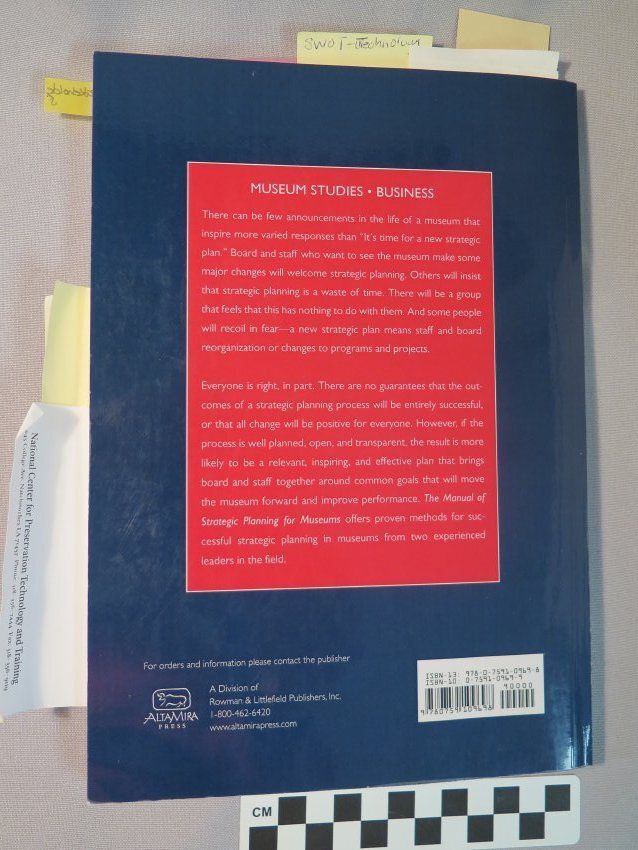 SWOT-Technology
MUSEUM STUDIES • BUSINESS
There can be few announcements in the life of a museum that
inspire more varied responses than "It's time for a new strategic
plan." Board and staff who want to see the museum make some
major changes will welcome strategic planning. Others will insist
that strategic planning is a waste of time. There will be a group
that feels that this has nothing to do with them. And some people
will recoil in fear—a new strategic plan means staff and board
reorganization or changes to programs and projects.
Everyone is right, in part. There are no guarantees that the out-
comes of a strategic planning process will be entirely successful,
or that all change will be positive for everyone. However, if the
process is well planned, open, and transparent, the result is more
likely to be a relevant, inspiring, and effective plan that brings
board and staff together around common goals that will move
the museum forward and improve performance. The Manual of
Strategic Planning for Museums offers proven methods for suc-
cessful strategic planning in museums from two experienced
leaders in the field.
National Center for Preservation Technology and Training
College Ave. Natchitoches LA 71457 Phone
For orders and information please contact the publisher
ALTAMIRA
PRESS
A Division of
Rowman & Littlefield Publishers, Inc.
1-800-462-6420
www.altamirapress.com
ISBN-13: 978-0-7591-0969-8
ISBN-10: 0-7591-0969-9
90000
9 780759 109698
CM